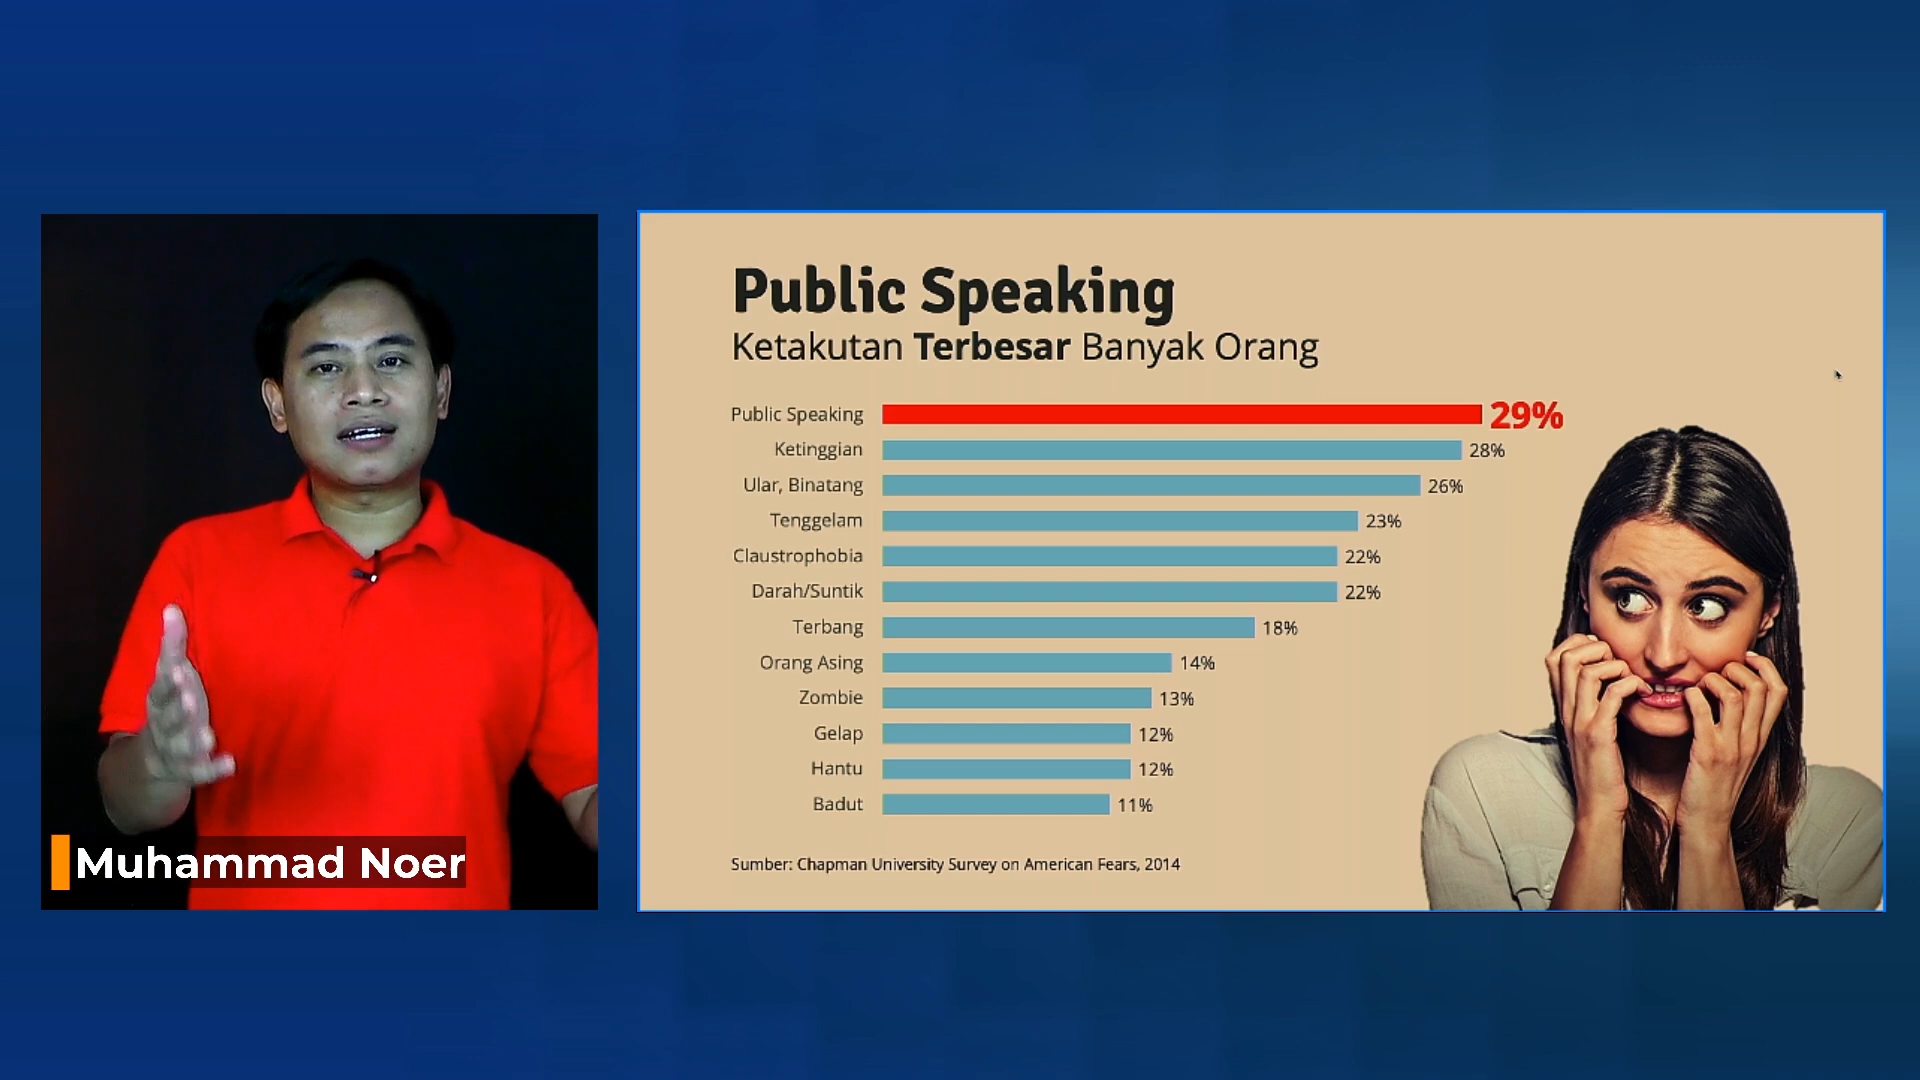 Muhammad Noer
Public Speaking
Ketakutan Terbesar Banyak Orang
Public Speaking 29%
Ketinggian 28%
Ular, Binatang 26%
Tenggelam 23%
Claustrophobia 22%
Darah/Suntik 22%
Terbang 18%
Orang Asing 14%
Zombie 13%
Gelap 12%
Hantu 12%
Badut 11%
Sumber: Chapman University Survey on American Fears, 2014